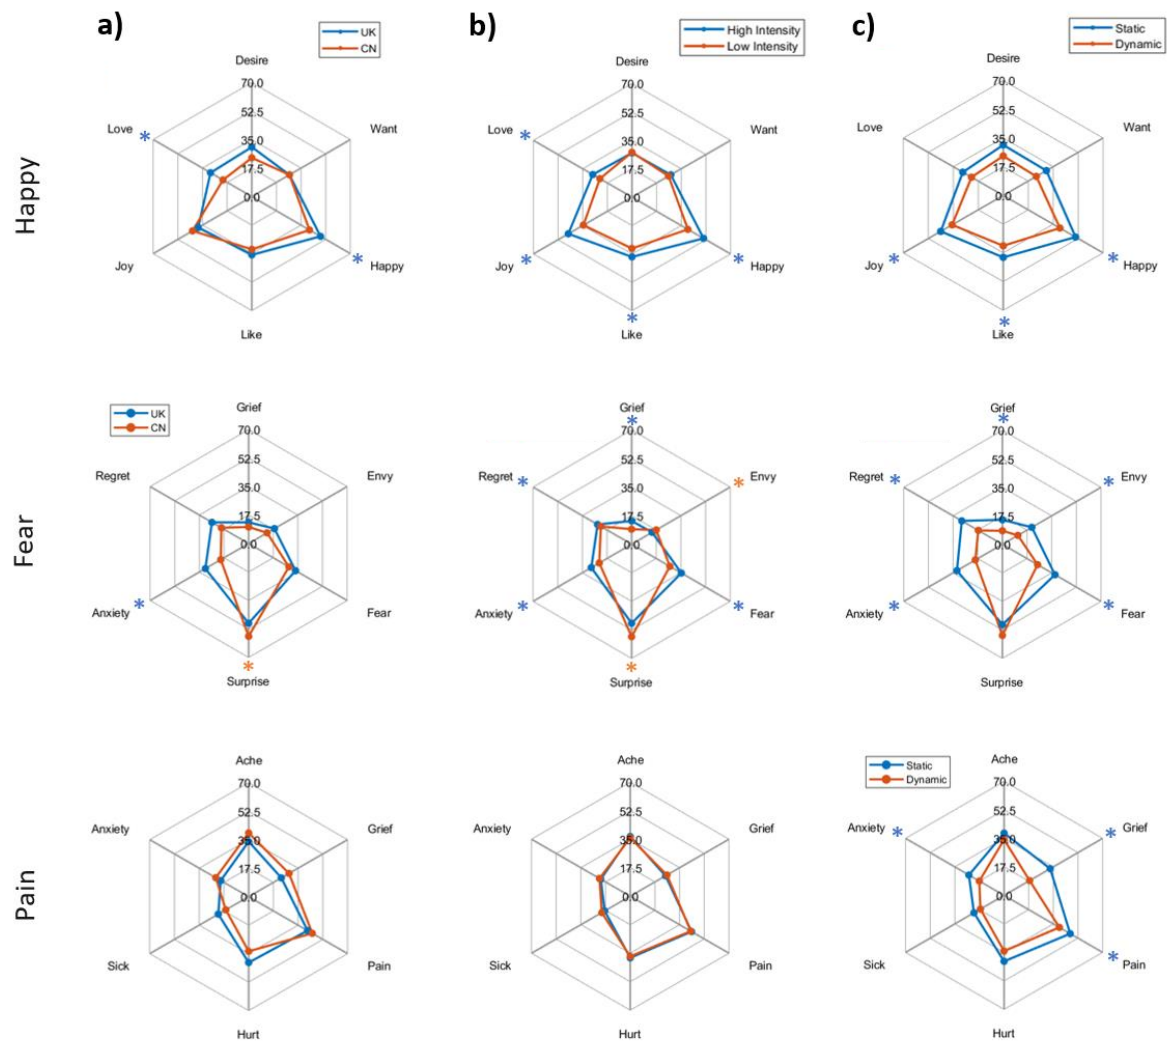 a)
UK
CN
Desire
70.0
52.5
35.0
17.5
0.0
Love
*
Want
Joy
Happy
*
Like
b)
High Intensity
Low Intensity
Desire
70.0
52.5
35.0
17.5
0.0
Love
*
Want
Joy
*
Happy
*
*
Like
c)
Static
Dynamic
Desire
70.0
52.5
35.0
17.5
0.0
Love
Want
Joy
*
Happy
*
*
Like
Happy
UK
CN
Grief
70.0
52.5
35.0
17.5
0.0
Regret
Envy
Anxiety
*
Fear
*
Surprise
Grief
*
70.0
52.5
35.0
17.5
0.0
Regret
*
Envy
*
Anxiety
*
Fear
*
*
Surprise
Grief
*
70.0
52.5
35.0
17.5
0.0
Regret
*
Envy
*
Anxiety
*
Fear
*
Surprise
Fear
Ache
70.0
52.5
35.0
17.5
0.0
Anxiety
Grief
Sick
Pain
Hurt
Ache
70.0
52.5
35.0
17.5
0.0
Anxiety
Grief
Sick
Pain
Hurt
Static
Dynamic
Ache
70.0
52.5
35.0
17.5
0.0
Anxiety
*
Grief
*
Sick
Pain
*
Hurt
Pain